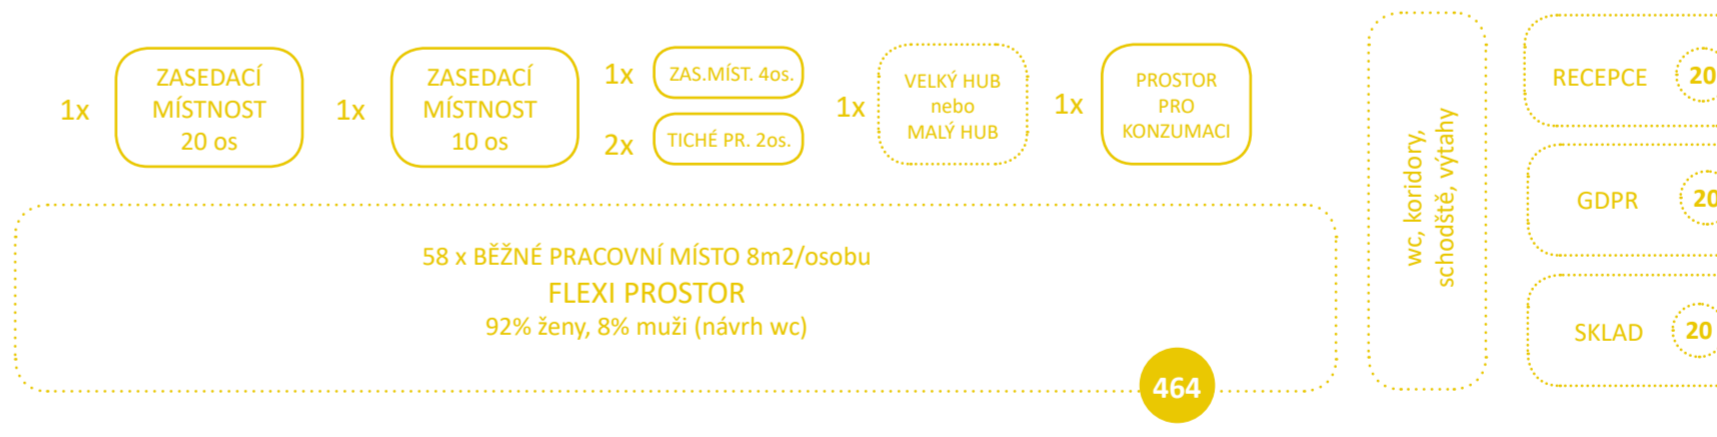 1x
ZASEDACÍ
MÍSTNOST
20 os
1x
ZASEDACÍ
MÍSTNOST
10 os
1x
ZAS.MÍST. 4os.
2x
TICHÉ PR. 2os.
1x
VELKÝ HUB
nebo
MALÝ HUB
1x
PROSTOR
PRO
KONZUMACI
58 x BĚŽNÉ PRACOVNÍ MÍSTO 8m2/osobu
FLEXI PROSTOR
92% ženy, 8% muži (návrh wc)
464
wc, koridory,
schodště, výtahy
RECEPCE
20
GDPR
20
SKLAD
20